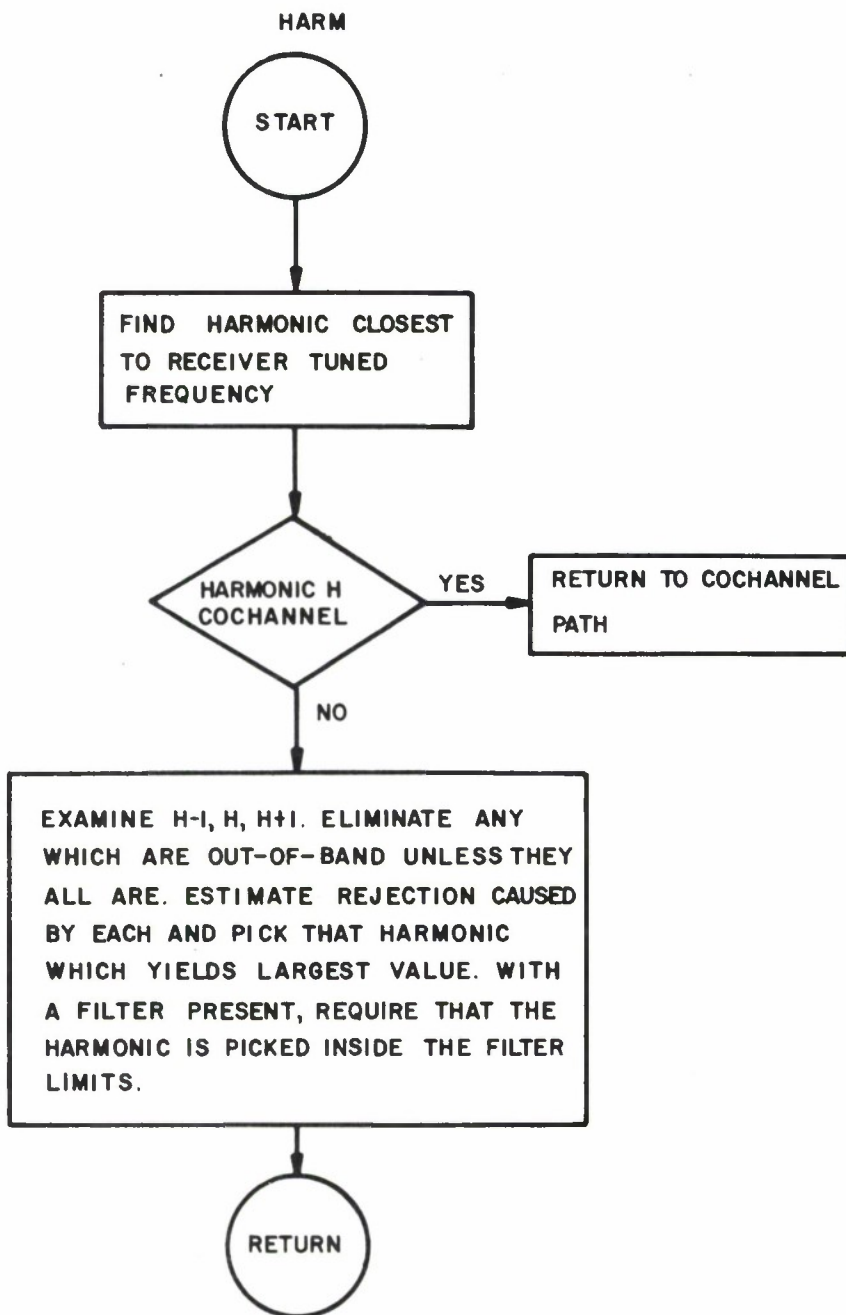 HARM
START
FIND HARMONIC CLOSEST
TO RECEIVER TUNED
FREQUENCY
HARMONIC H
COCHANNEL
YES
RETURN TO COCHANNEL
PATH
NO
EXAMINE H-1, H, H+1. ELIMINATE ANY
WHICH ARE OUT-OF-BAND UNLESS THEY
ALL ARE. ESTIMATE REJECTION CAUSED
BY EACH AND PICK THAT HARMONIC
WHICH YIELDS LARGEST VALUE. WITH
A FILTER PRESENT, REQUIRE THAT THE
HARMONIC IS PICKED INSIDE THE FILTER
LIMITS.
RETURN